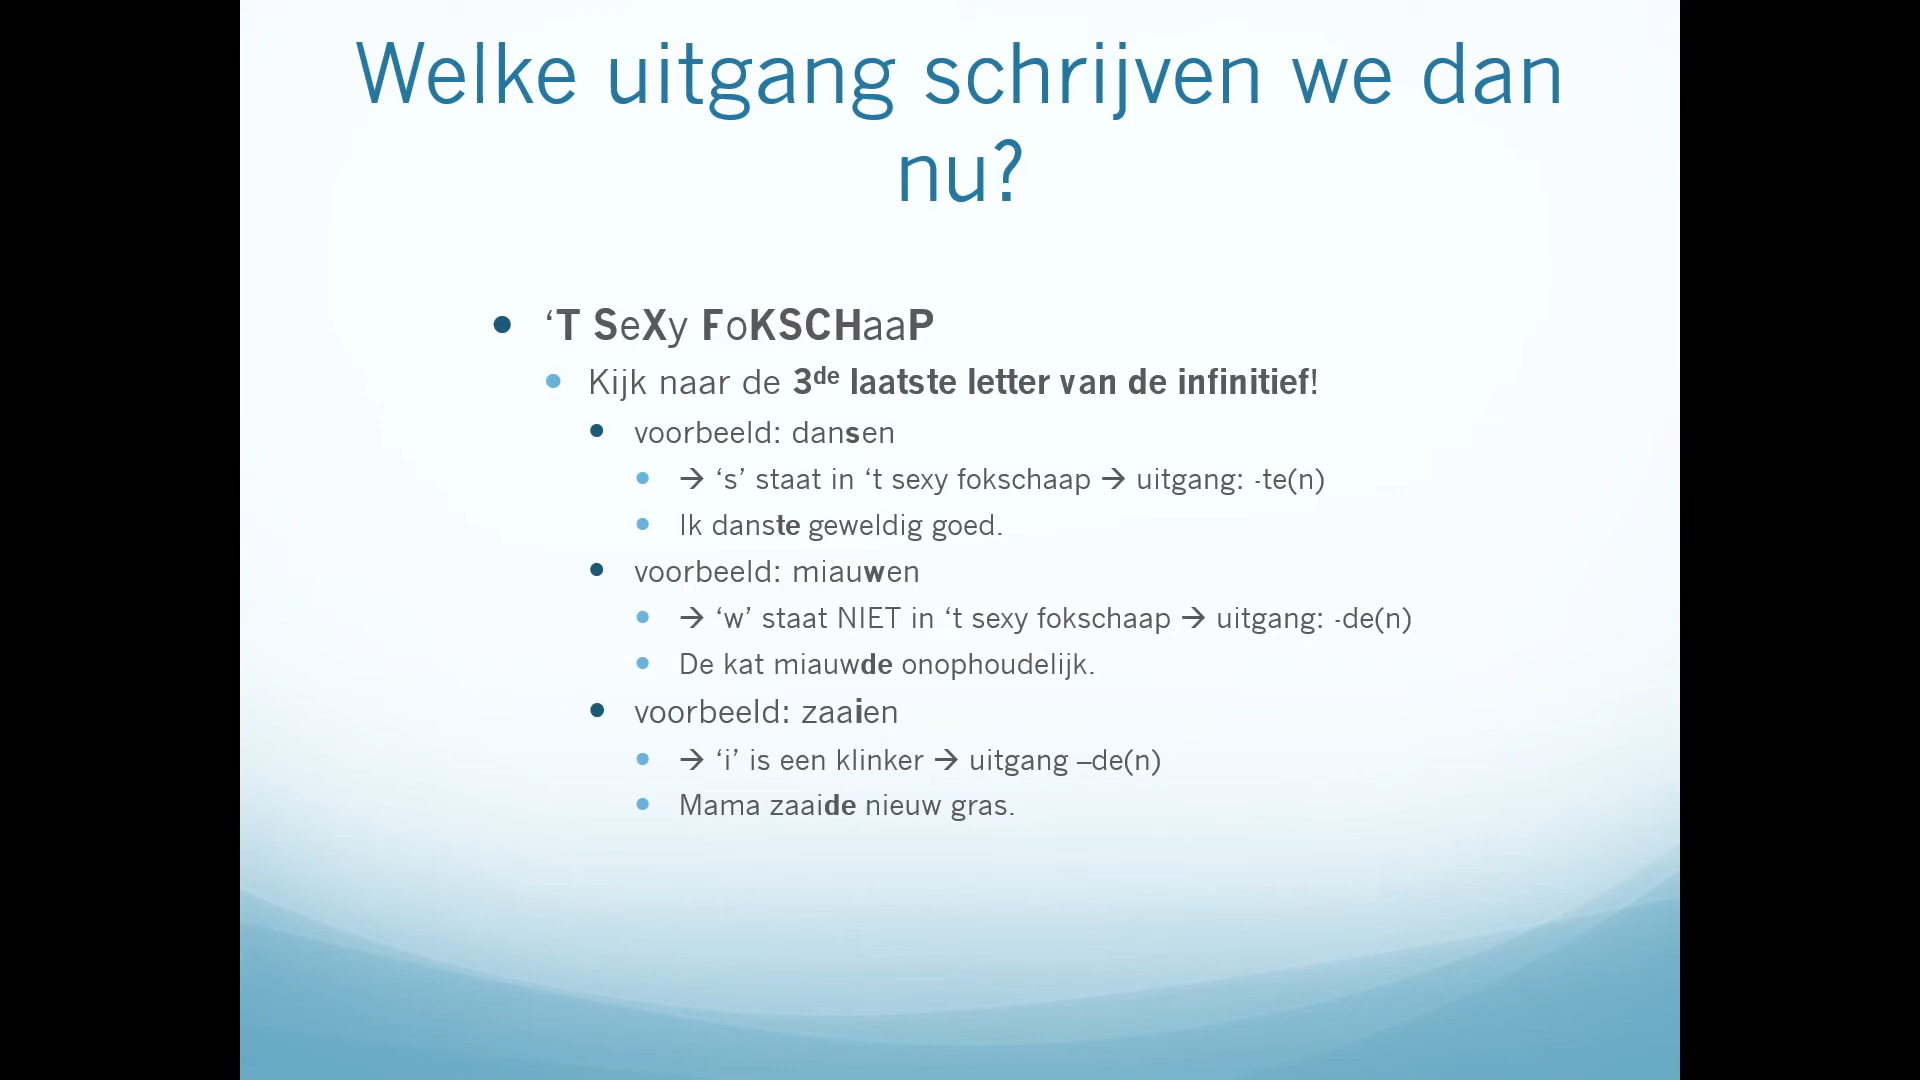 Welke uitgang schrijven we dan
nu?
• ‘T SeXy FoKSCHaaP
• Kijk naar de 3de laatste letter van de infinitief!
• voorbeeld: dansen
• → ‘s’ staat in ‘t sexy fokschaap → uitgang: -te(n)
• Ik danste geweldig goed.
• voorbeeld: miauwen
• → ‘w’ staat NIET in ‘t sexy fokschaap → uitgang: -de(n)
• De kat miauwde onophoudelijk.
• voorbeeld: zaaien
• → ‘i’ is een klinker → uitgang –de(n)
• Mama zaaide nieuw gras.